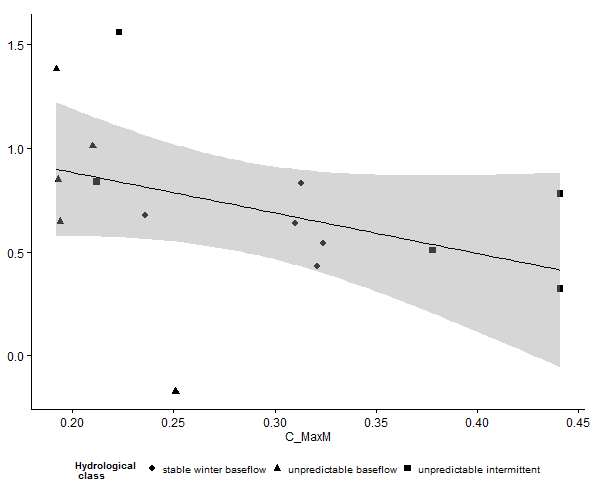 1.5
1.0
0.5
0.0
0.20 0.25 0.30 0.35 0.40 0.45
C_MaxM
Hydrological
class
stable winter baseflow unpredictable baseflow unpredictable intermittent